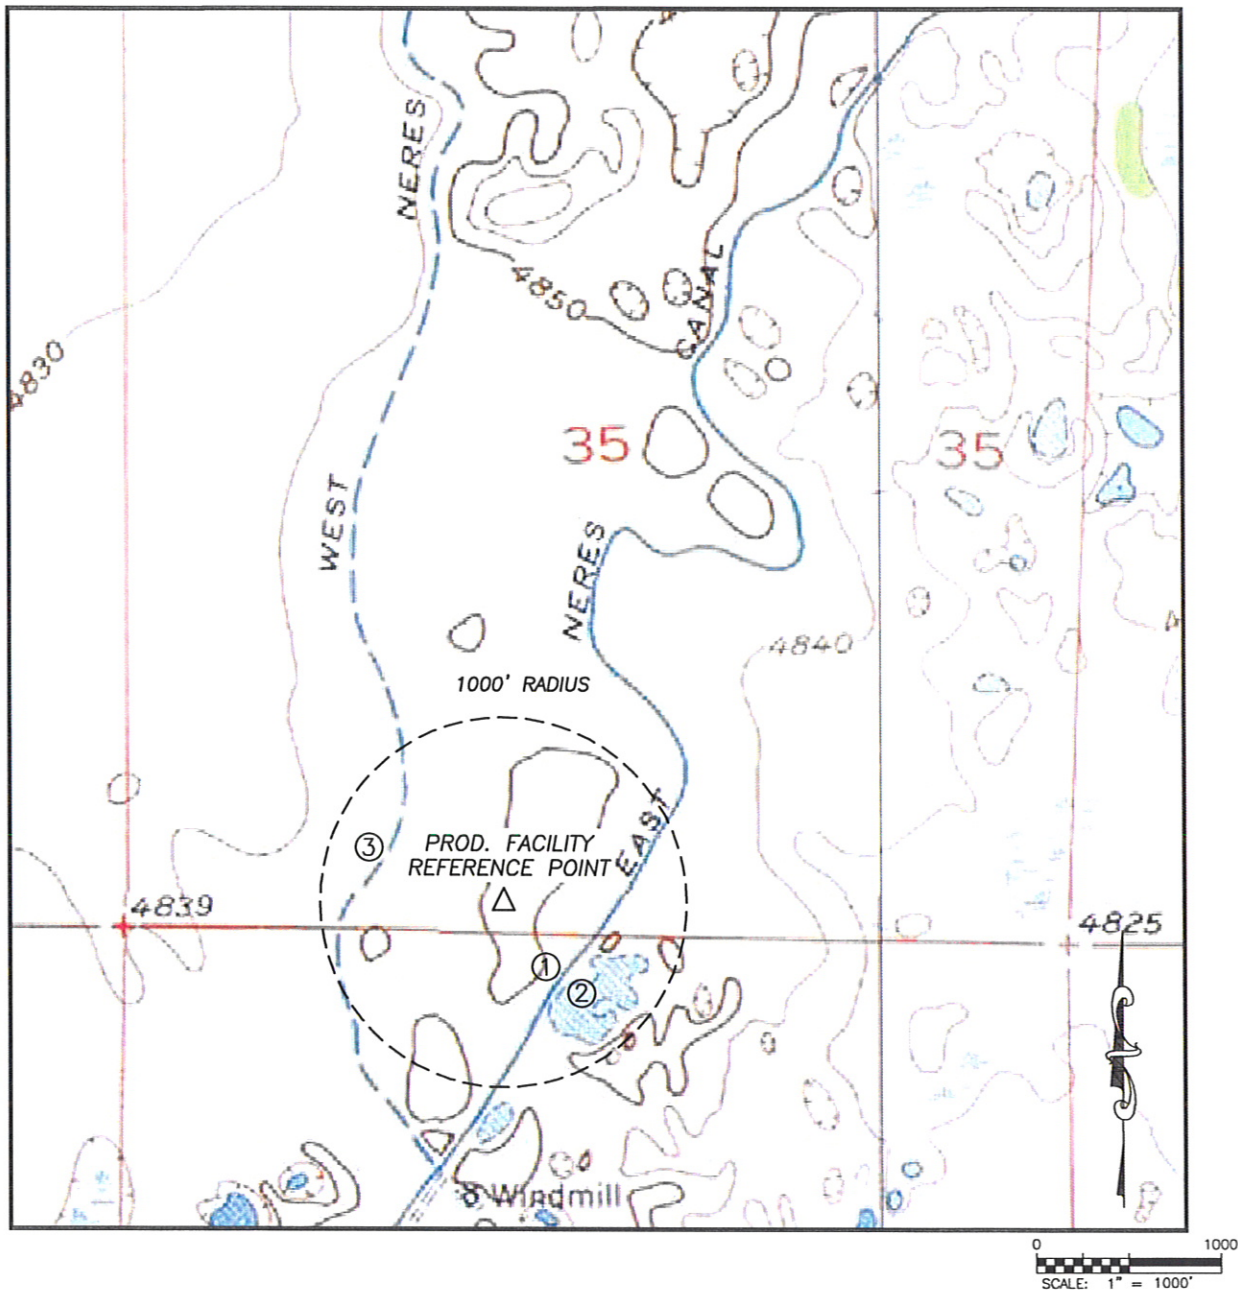 NERES
4850
CANAL
4830
35
35
WEST
NERES
4840
1000' RADIUS
EAST
③
PROD. FACILITY
REFERENCE POINT
4839
4825
①
②
Windmill
0 1000
SCALE: 1" = 1000'